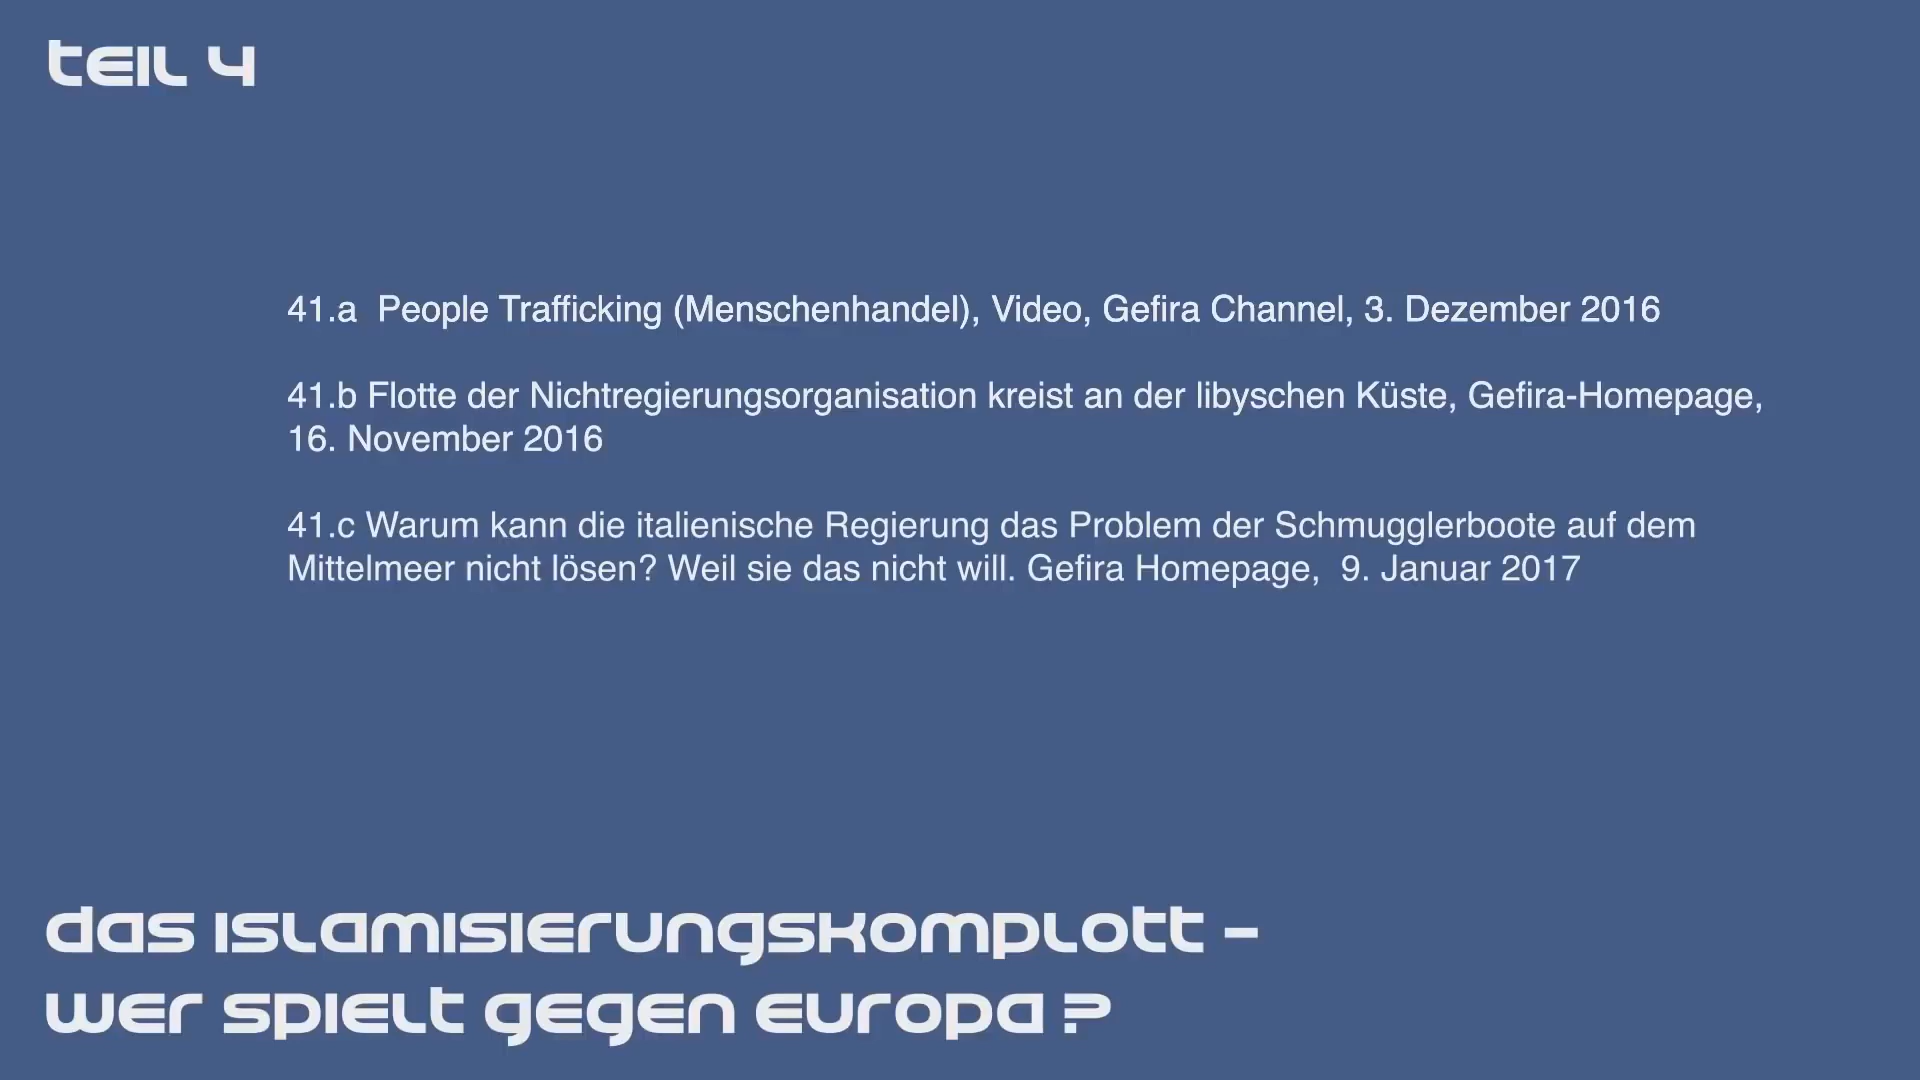 Teil 4
41.a  People Trafficking (Menschenhandel), Video, Gefira Channel, 3. Dezember 2016
41.b Flotte der Nichtregierungsorganisation kreist an der libyschen Küste, Gefira-Homepage,
16. November 2016
41.c Warum kann die italienische Regierung das Problem der Schmugglerboote auf dem
Mittelmeer nicht lösen? Weil sie das nicht will. Gefira Homepage,  9. Januar 2017
Das Islamisierungskomplott –
Wer spielt gegen Europa ?